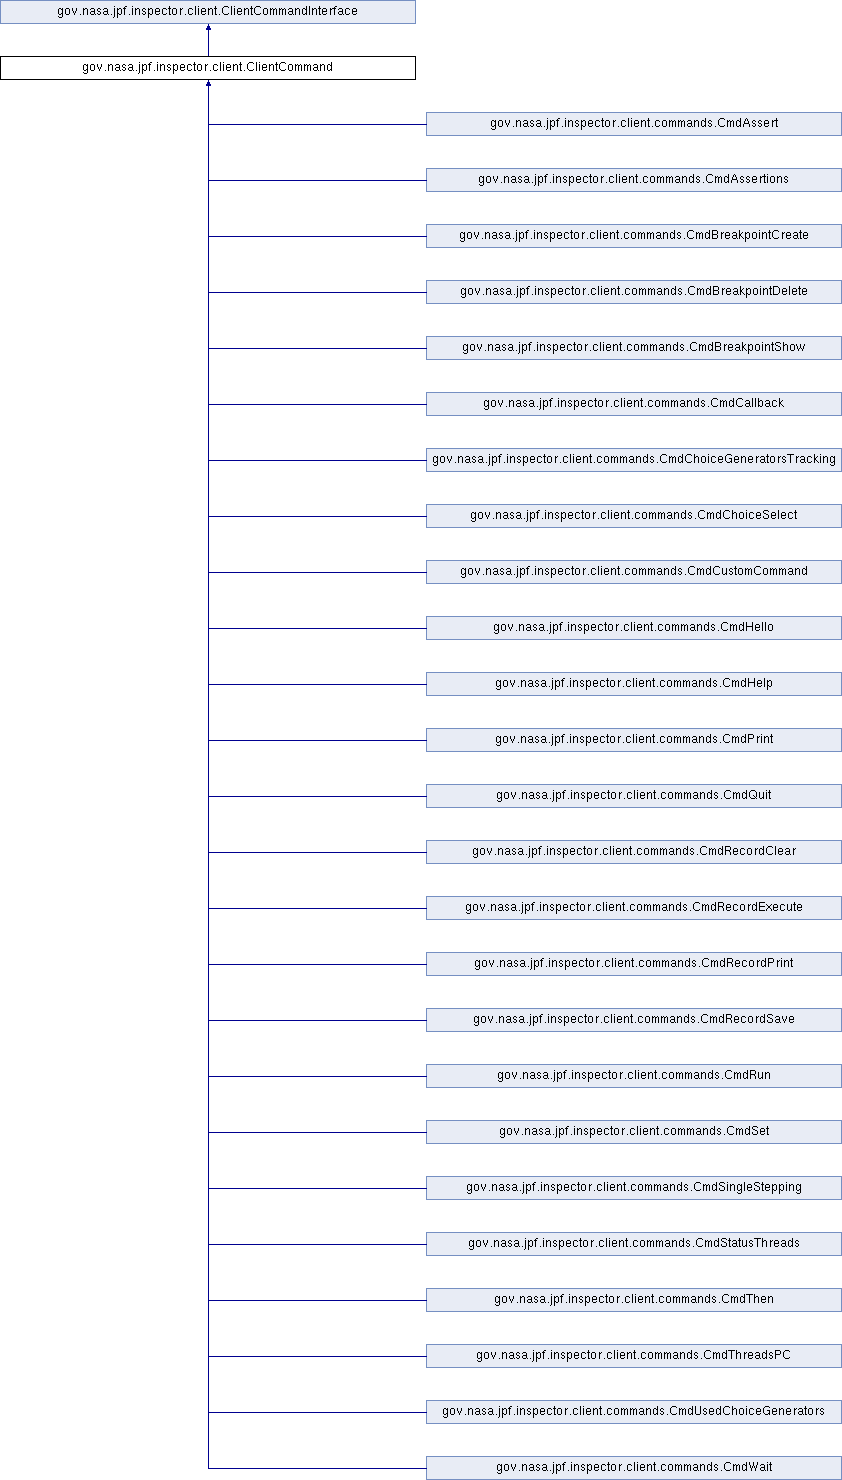 gov.nasa.jpf.inspector.client.ClientCommandInterface
gov.nasa.jpf.inspector.client.ClientCommand
gov.nasa.jpf.inspector.client.commands.CmdAssert
gov.nasa.jpf.inspector.client.commands.CmdAssertions
gov.nasa.jpf.inspector.client.commands.CmdBreakpointCreate
gov.nasa.jpf.inspector.client.commands.CmdBreakpointDelete
gov.nasa.jpf.inspector.client.commands.CmdBreakpointShow
gov.nasa.jpf.inspector.client.commands.CmdCallback
gov.nasa.jpf.inspector.client.commands.CmdChoiceGeneratorsTracking
gov.nasa.jpf.inspector.client.commands.CmdChoiceSelect
gov.nasa.jpf.inspector.client.commands.CmdCustomCommand
gov.nasa.jpf.inspector.client.commands.CmdHello
gov.nasa.jpf.inspector.client.commands.CmdHelp
gov.nasa.jpf.inspector.client.commands.CmdPrint
gov.nasa.jpf.inspector.client.commands.CmdQuit
gov.nasa.jpf.inspector.client.commands.CmdRecordClear
gov.nasa.jpf.inspector.client.commands.CmdRecordExecute
gov.nasa.jpf.inspector.client.commands.CmdRecordPrint
gov.nasa.jpf.inspector.client.commands.CmdRecordSave
gov.nasa.jpf.inspector.client.commands.CmdRun
gov.nasa.jpf.inspector.client.commands.CmdSet
gov.nasa.jpf.inspector.client.commands.CmdSingleStepping
gov.nasa.jpf.inspector.client.commands.CmdStatusThreads
gov.nasa.jpf.inspector.client.commands.CmdThen
gov.nasa.jpf.inspector.client.commands.CmdThreadsPC
gov.nasa.jpf.inspector.client.commands.CmdUsedChoiceGenerators
gov.nasa.jpf.inspector.client.commands.CmdWait